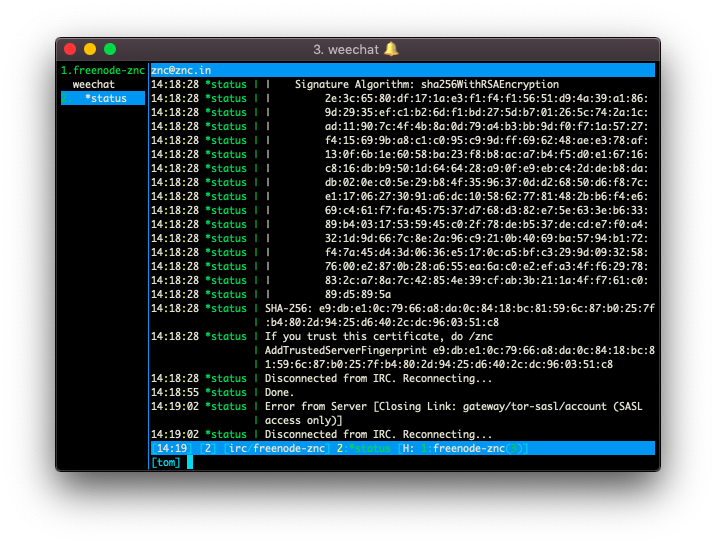 3. weechat 🔔
1.freenode-znc
weechat
*status
znc@znc.in
14:18:28 *status | |     Signature Algorithm: sha256WithRSAEncryption
14:18:28 *status | |          2e:3c:65:80:df:17:1a:e3:f1:f4:f1:56:51:d9:4a:39:a1:86:
14:18:28 *status | |          9d:29:35:ef:c1:b2:6d:f1:bd:27:5d:b7:01:26:5c:74:2a:1c:
14:18:28 *status | |          ad:11:90:7c:4f:4b:8a:0d:79:a4:b3:bb:9d:f0:f7:1a:57:27:
14:18:28 *status | |          f4:15:69:9b:a8:c1:c0:95:c9:9d:ff:69:62:48:ae:e3:78:af:
14:18:28 *status | |          13:0f:6b:1e:60:58:ba:23:f8:b8:ac:a7:b4:f5:d0:e1:67:16:
14:18:28 *status | |          c8:16:db:b9:50:1d:64:64:28:a9:0f:e9:eb:c4:2d:de:b8:da:
14:18:28 *status | |          db:02:0e:c0:5e:29:b8:4f:35:96:37:0d:d2:68:50:d6:f8:7c:
14:18:28 *status | |          e1:17:06:27:30:91:a6:dc:10:58:62:77:81:48:2b:b6:f4:e6:
14:18:28 *status | |          69:c4:61:f7:fa:45:75:37:d7:68:d3:82:e7:5e:63:3e:b6:33:
14:18:28 *status | |          89:b4:03:17:53:59:45:c0:2f:78:de:b5:37:de:cd:e7:f0:a4:
14:18:28 *status | |          32:1d:9d:66:7c:8e:2a:96:c9:21:0b:40:69:ba:57:94:b1:72:
14:18:28 *status | |          f4:7a:45:d4:3d:06:36:e5:17:0c:a5:bf:c3:29:9d:09:32:58:
14:18:28 *status | |          76:00:e2:87:0b:28:a6:55:ea:6a:c0:e2:ef:a3:4f:f6:29:78:
14:18:28 *status | |          83:2c:a7:8a:7c:42:85:4e:39:cf:ab:3b:21:1a:4f:f7:61:c0:
14:18:28 *status | |          89:d5:89:5a
14:18:28 *status | SHA-256: e9:db:e1:0c:79:66:a8:da:0c:84:18:bc:81:59:6c:87:b0:25:7f
| :b4:80:2d:94:25:d6:40:2c:dc:96:03:51:c8
14:18:28 *status | If you trust this certificate, do /znc
| AddTrustedServerFingerprint e9:db:e1:0c:79:66:a8:da:0c:84:18:bc:8
| 1:59:6c:87:b0:25:7f:b4:80:2d:94:25:d6:40:2c:dc:96:03:51:c8
14:18:28 *status | Disconnected from IRC. Reconnecting...
14:18:55 *status | Done.
14:19:02 *status | Error from Server [Closing Link: gateway/tor-sasl/account (SASL
| access only)]
14:19:02 *status | Disconnected from IRC. Reconnecting...
[14:19] [2] [irc/freenode-znc] 2:*status [H: 1:freenode-znc(3)]
[tom]